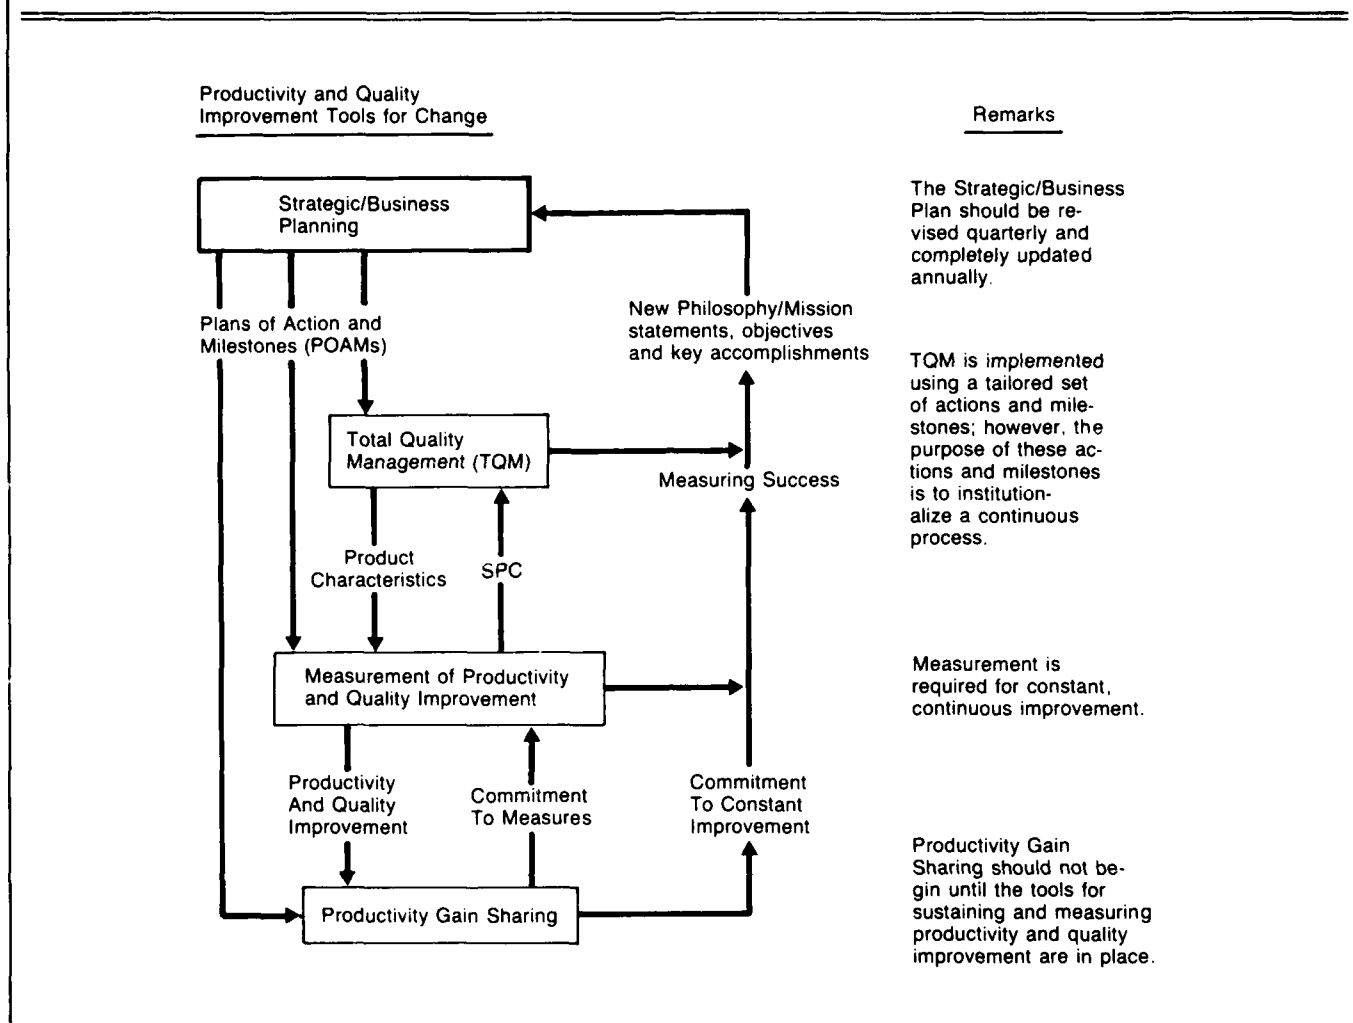 Productivity and Quality
Improvement Tools for Change
Remarks
Strategic/Business
Planning
The Strategic/Business
Plan should be re-
vised quarterly and
completely updated
annually.
Plans of Action and
Milestones (POAMs)
New Philosophy/Mission
statements, objectives
and key accomplishments
TQM is implemented
using a tailored set
of actions and mile-
stones; however, the
purpose of these ac-
tions and milestones
is to institution-
alize a continuous
process.
Total Quality
Management (TQM)
Measuring Success
Product
Characteristics
SPC
Measurement of Productivity
and Quality Improvement
Measurement is
required for constant,
continuous improvement.
Productivity
And Quality
Improvement
Commitment
To Measures
Commitment
To Constant
Improvement
Productivity Gain Sharing
Productivity Gain
Sharing should not be-
gin until the tools for
sustaining and measuring
productivity and quality
improvement are in place.